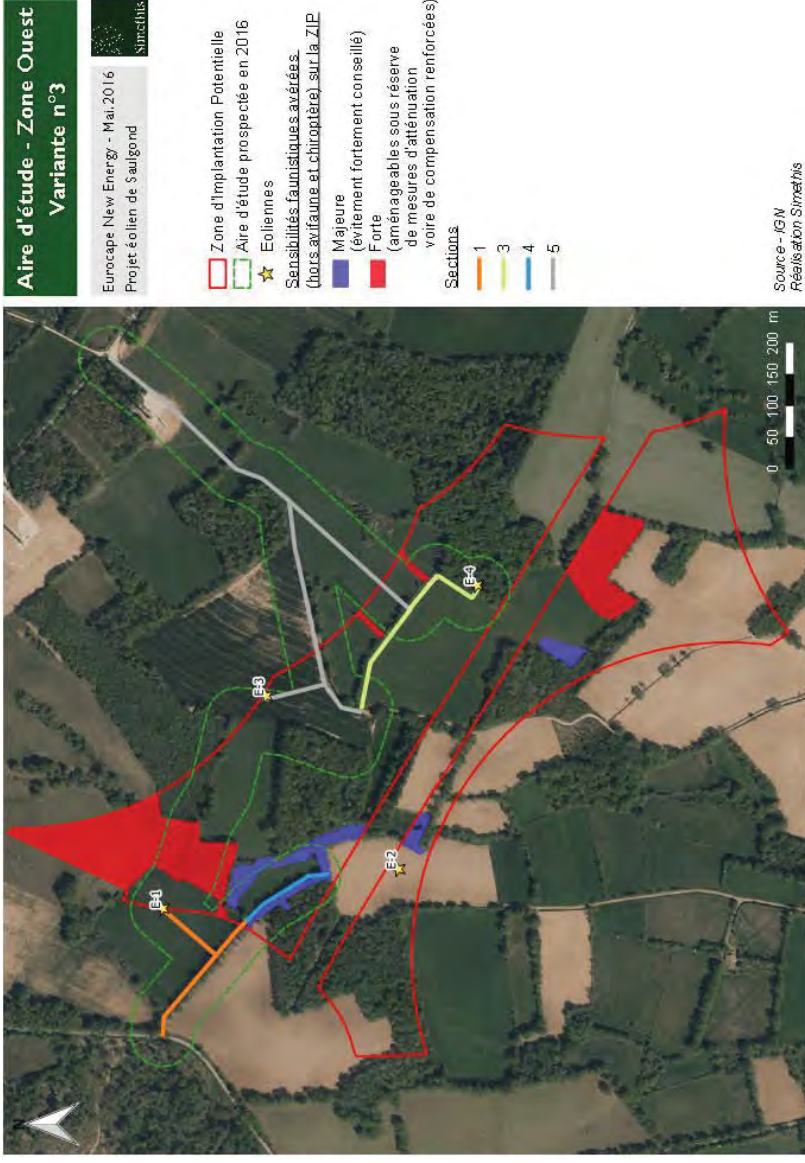 Aire d'étude - Zone Ouest
Variante n°3
Eurocape New Energy - Mai.2016
Projet éolien de Saulgond
Simethis
Zone d'Implantation Potentielle
Aire d'étude prospectée en 2016
Eoliennes
Sensibilités faunistiques avérées
(hors avifaune et chiroptère) sur la ZIP
Majeure
(évitement fortement conseillé)
Forte
(aménageables sous réserve
de mesures d'atténuation
voire de compensation renforcées)
Sections
1
3
4
5
Source - IGN
Réalisation Simethis
N
E-1
E-2
E-3
E-4
0 50 100 150 200 m